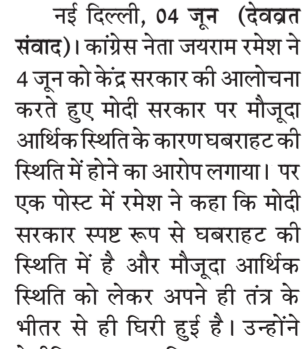 नई दिल्ली, 04 जून (देवव्रत
संवाद)। कांग्रेस नेता जयराम रमेश ने
4 जून को केंद्र सरकार की आलोचना
करते हुए मोदी सरकार पर मौजूदा
आर्थिक स्थिति के कारण घबराहट की
स्थिति में होने का आरोप लगाया। पर
एक पोस्ट में रमेश ने कहा कि मोदी
सरकार स्पष्ट रूप से घबराहट की
स्थिति में है और मौजूदा आर्थिक
स्थिति को लेकर अपने ही तंत्र के
भीतर से ही घिरी हुई है। उन्होंने